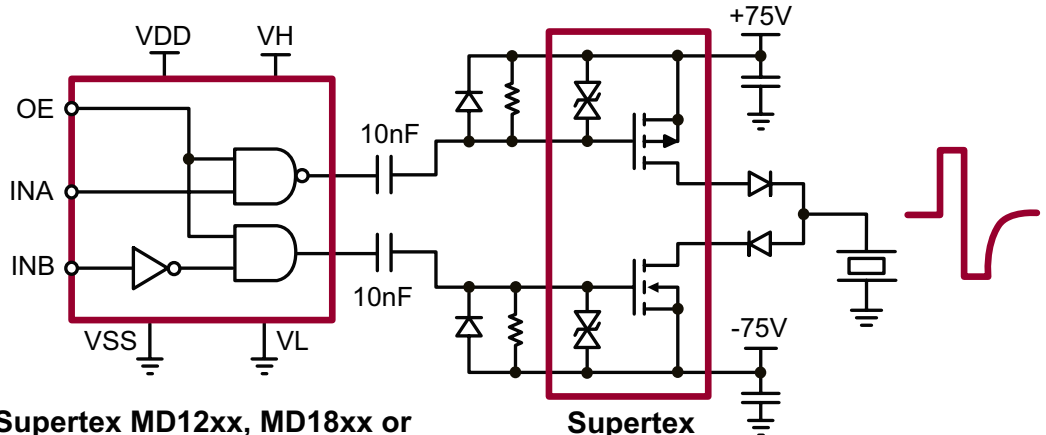 VDD
VH
+75V
OE
10nF
INA
INB
10nF
VSS
VL
-75V
Supertex MD12xx, MD18xx or
Supertex